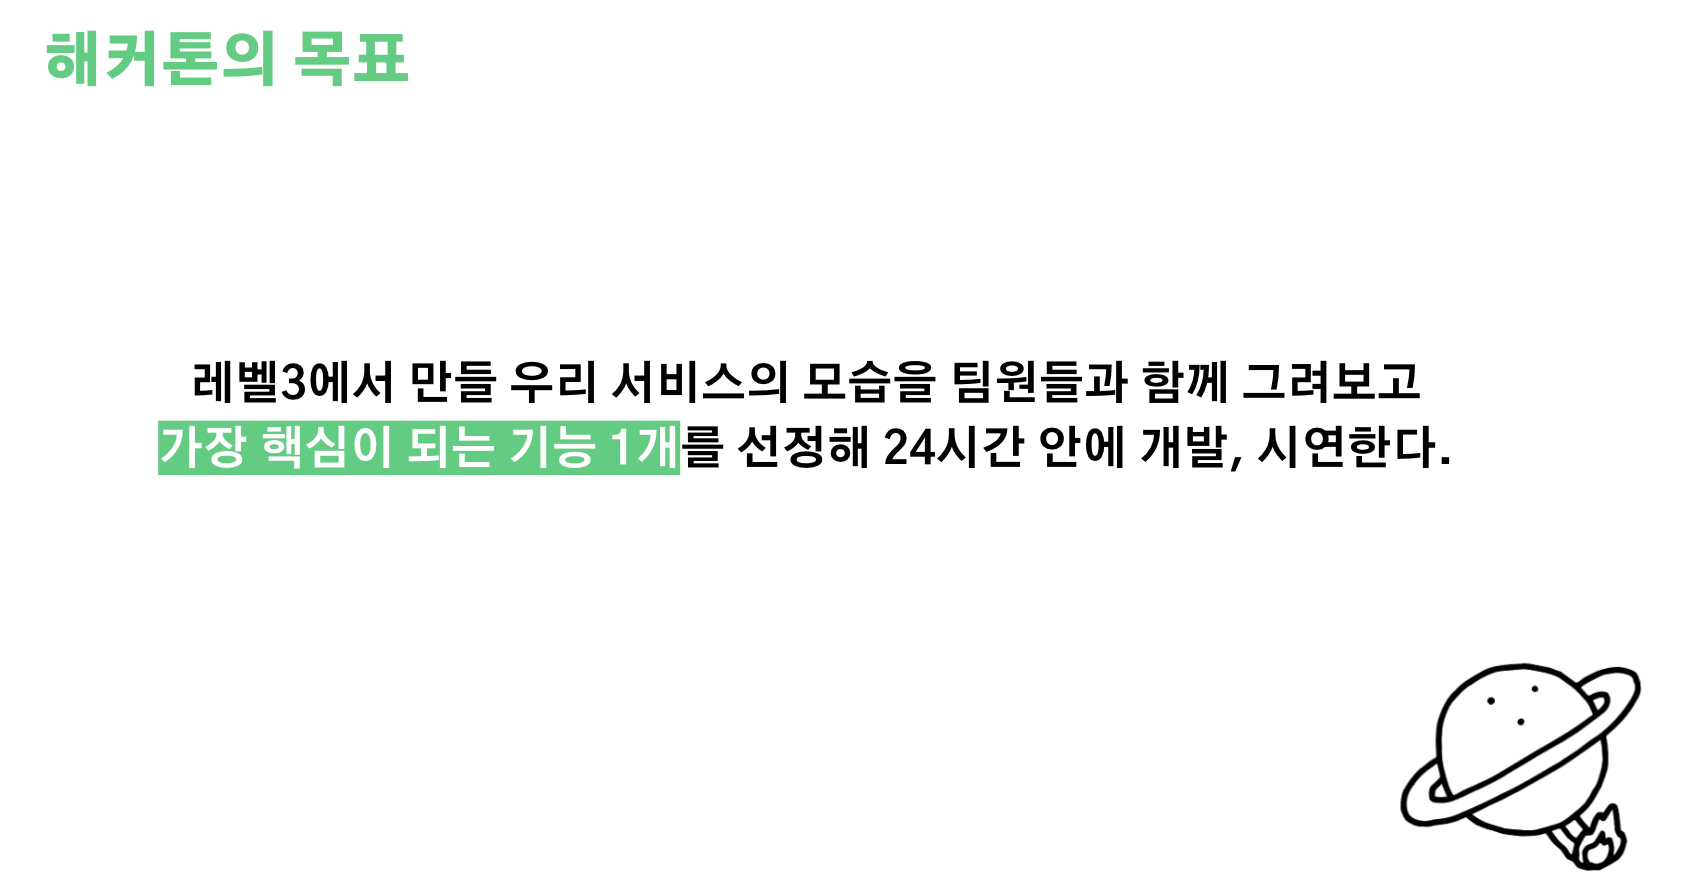 해커톤의 목표
레벨3에서 만들 우리 서비스의 모습을 팀원들과 함께 그려보고
가장 핵심이 되는 기능 1개를 선정해 24시간 안에 개발, 시연한다.